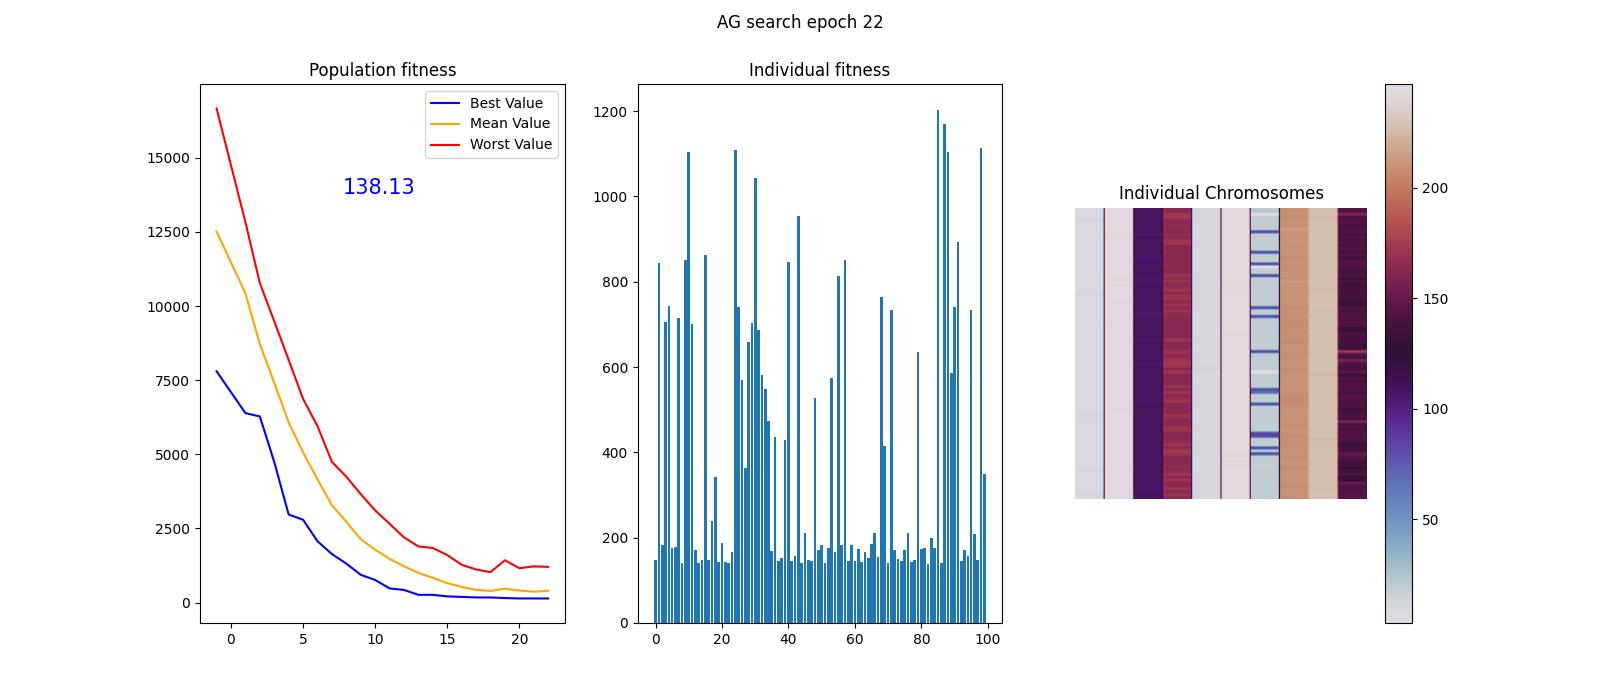 AG search epoch 22
Population fitness
Best Value
Mean Value
Worst Value
138.13
15000
12500
10000
7500
5000
2500
0
0 5 10 15 20
Individual fitness
1200
1000
800
600
400
200
0
0 20 40 60 80 100
Individual Chromosomes
200
150
100
50